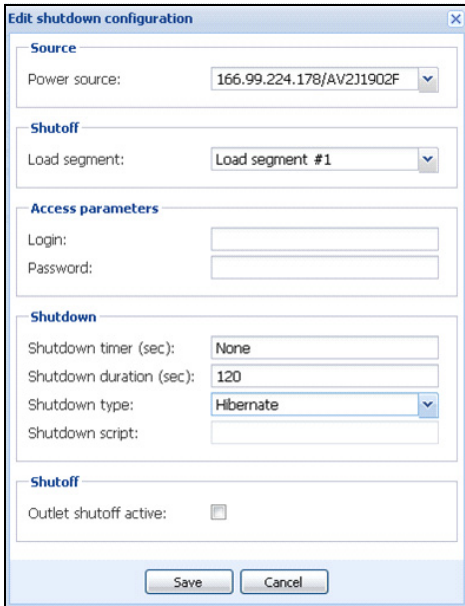 Edit shutdown configuration
Source
Power source: 166.99.224.178/AV2J1902F
Shutoff
Load segment: Load segment #1
Access parameters
Login:
Password:
Shutdown
Shutdown timer (sec): None
Shutdown duration (sec): 120
Shutdown type: Hibernate
Shutdown script:
Shutoff
Outlet shutoff active:
Save Cancel